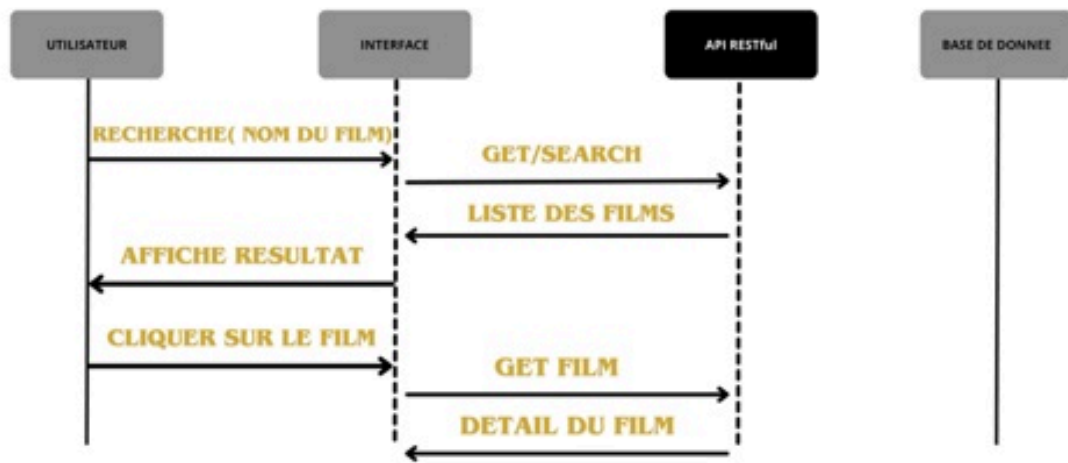 UTILISATEUR
INTERFACE
API RESTful
BASE DE DONNEE
RECHERCHE( NOM DU FILM)
GET/SEARCH
LISTE DES FILMS
AFFICHE RESULTAT
CLIQUER SUR LE FILM
GET FILM
DETAIL DU FILM